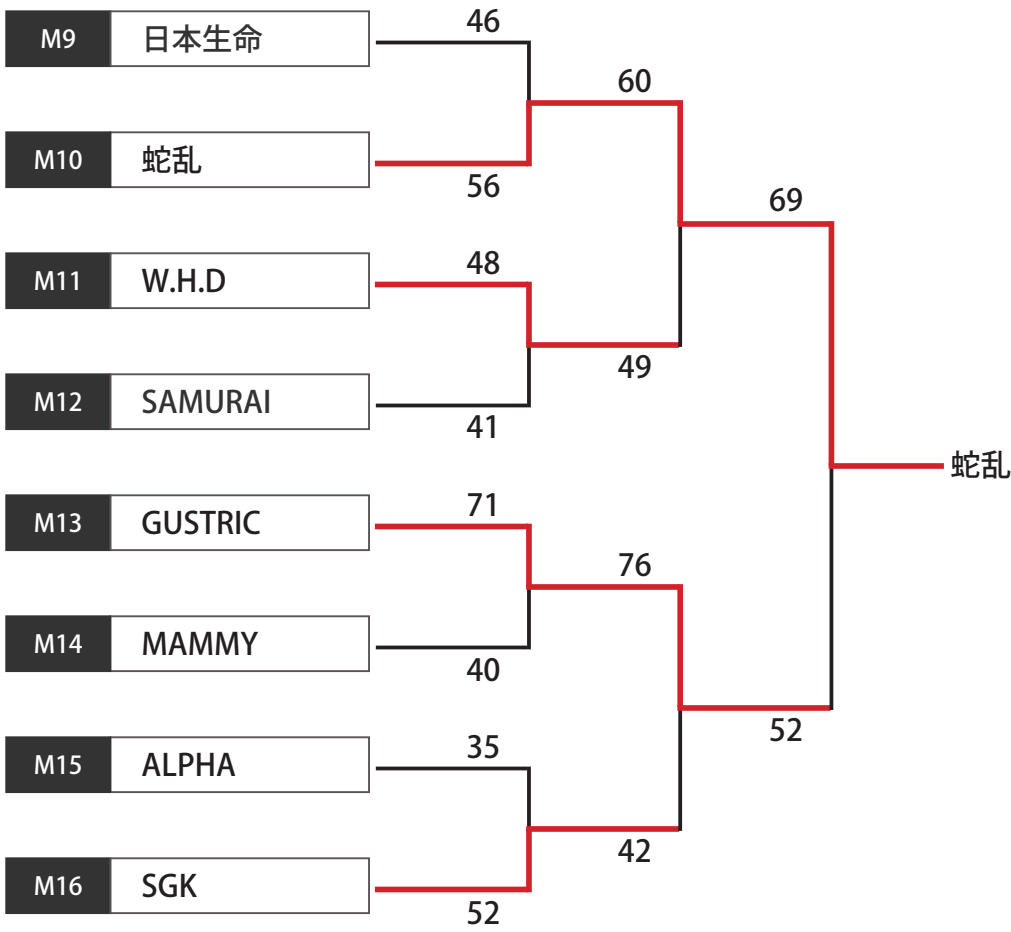 M9 日本生命 46
60
M10 蛇乱 56
69
M11 W.H.D 48
49
M12 SAMURAI 41
蛇乱
M13 GUSTRIC 71
76
M14 MAMMY 40
52
M15 ALPHA 35
42
M16 SGK 52